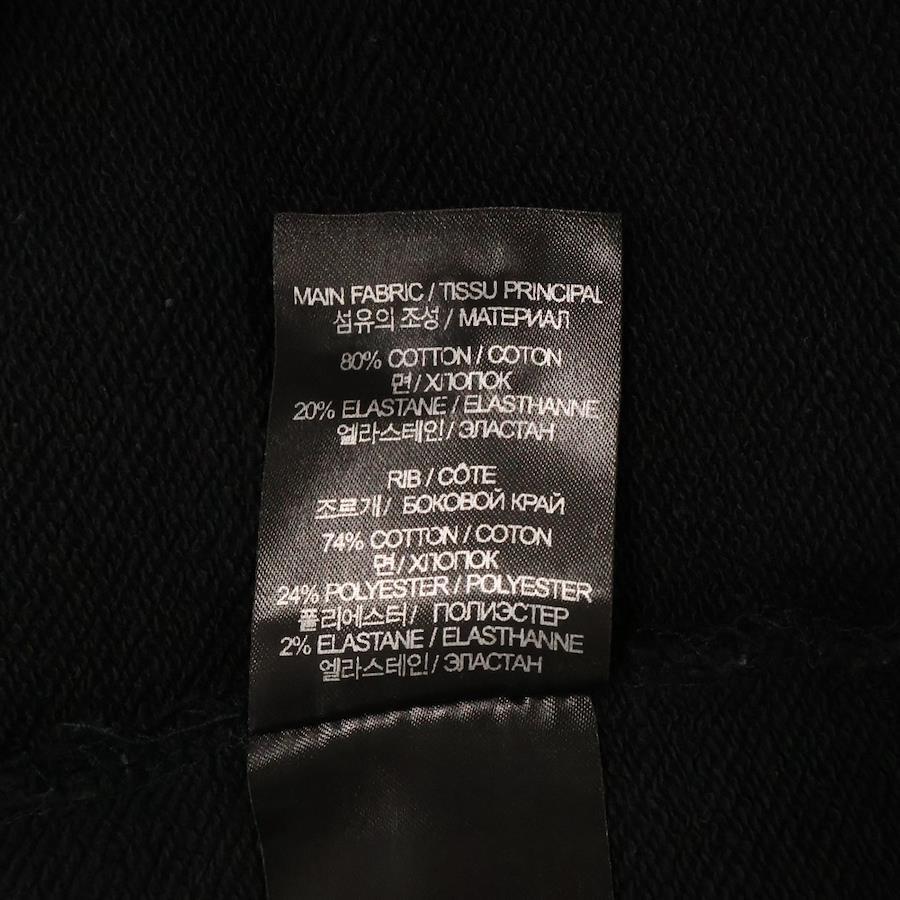 MAIN FABRIC / TISSU PRINCIPAL
섬유의 조성 / МАТЕРИАЛ
80% COTTON / COTON
면 / ХЛОПОК
20% ELASTANE / ELASTHANNE
엘라스테인 / ЭЛАСТАН
RIB / CÔTE
조르개 / БОКОВОЙ КРАЙ
74% COTTON / COTON
면 / ХЛОПОК
24% POLYESTER / POLYESTER
폴리에스터 / ПОЛИЭСТЕР
2% ELASTANE / ELASTHANNE
엘라스테인 / ЭЛАСТАН